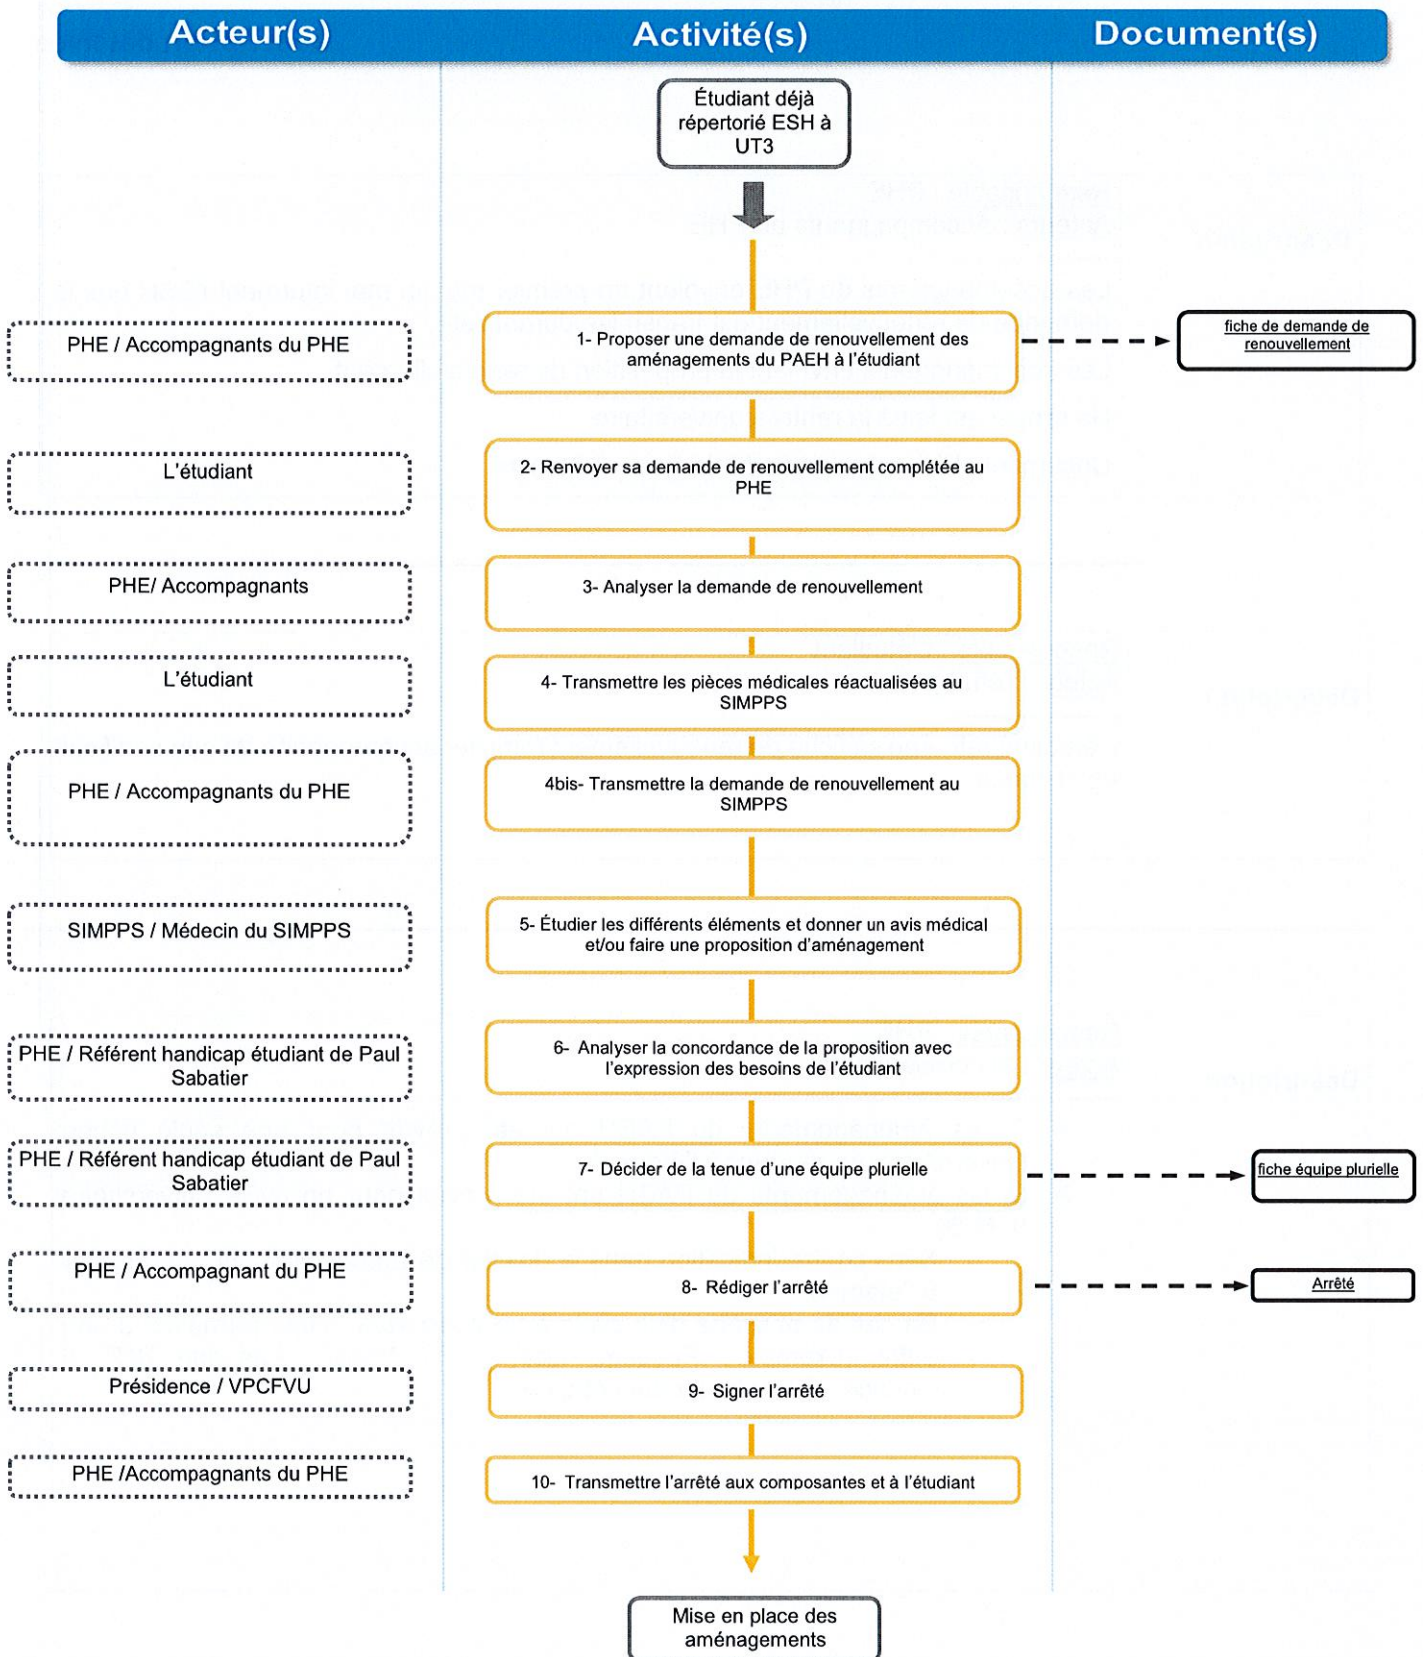 Acteur(s)
Activité(s)
Document(s)
Étudiant déjà
répertorié ESH à
UT3
PHE / Accompagnants du PHE
1- Proposer une demande de renouvellement des
aménagements du PAEH à l'étudiant
fiche de demande de
renouvellement
L'étudiant
2- Renvoyer sa demande de renouvellement complétée au
PHE
PHE/ Accompagnants
3- Analyser la demande de renouvellement
L'étudiant
4- Transmettre les pièces médicales réactualisées au
SIMPPS
PHE / Accompagnants du PHE
4bis- Transmettre la demande de renouvellement au
SIMPPS
SIMPPS / Médecin du SIMPPS
5- Étudier les différents éléments et donner un avis médical
et/ou faire une proposition d'aménagement
PHE / Référent handicap étudiant de Paul
Sabatier
6- Analyser la concordance de la proposition avec
l'expression des besoins de l'étudiant
PHE / Référent handicap étudiant de Paul
Sabatier
7- Décider de la tenue d'une équipe plurielle
fiche équipe plurielle
PHE / Accompagnant du PHE
8- Rédiger l'arrêté
Arrêté
Présidence / VPCFVU
9- Signer l'arrêté
PHE /Accompagnants du PHE
10- Transmettre l'arrêté aux composantes et à l'étudiant
Mise en place des
aménagements